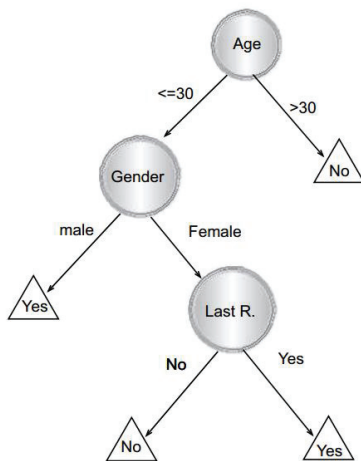 Age
<=30
>30
Gender
No
male
Female
Yes
Last R.
No
Yes
No
Yes